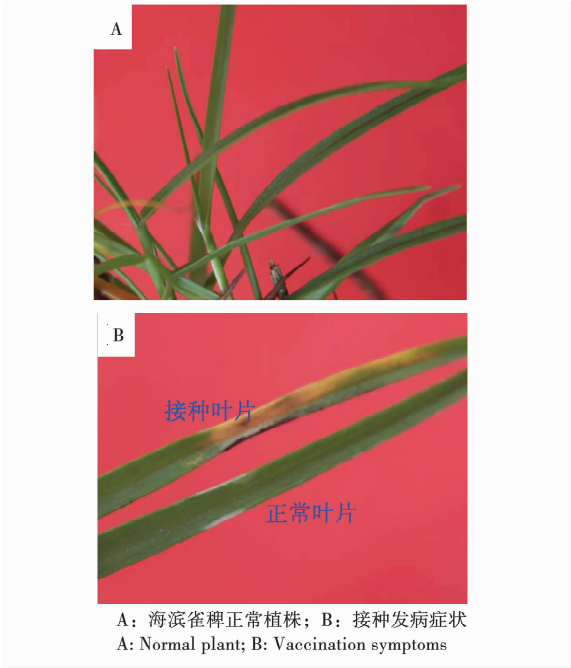 A
B
接种叶片
正常叶片
A：海滨雀稗正常植株；B：接种发病症状
A: Normal plant; B: Vaccination symptoms